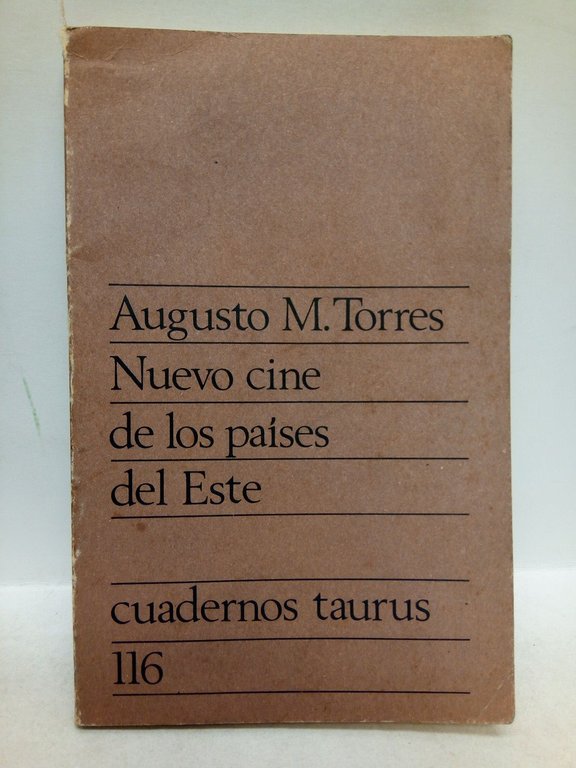 Augusto M. Torres
Nuevo cine
de los países
del Este
cuadernos taurus
116